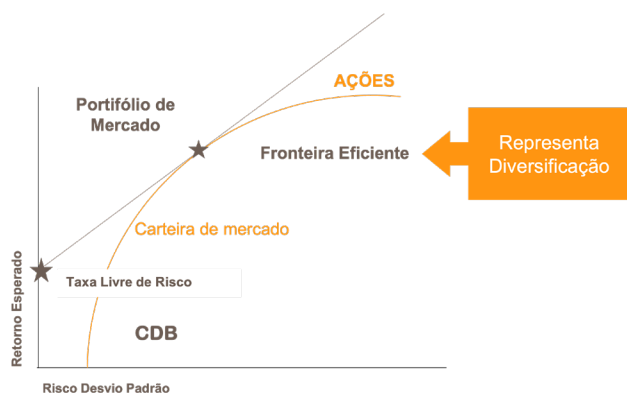 AÇÕES
Portifólio de
Mercado
Representa
Diversificação
Fronteira Eficiente
Carteira de mercado
Taxa Livre de Risco
Retorno Esperado
CDB
Risco Desvio Padrão